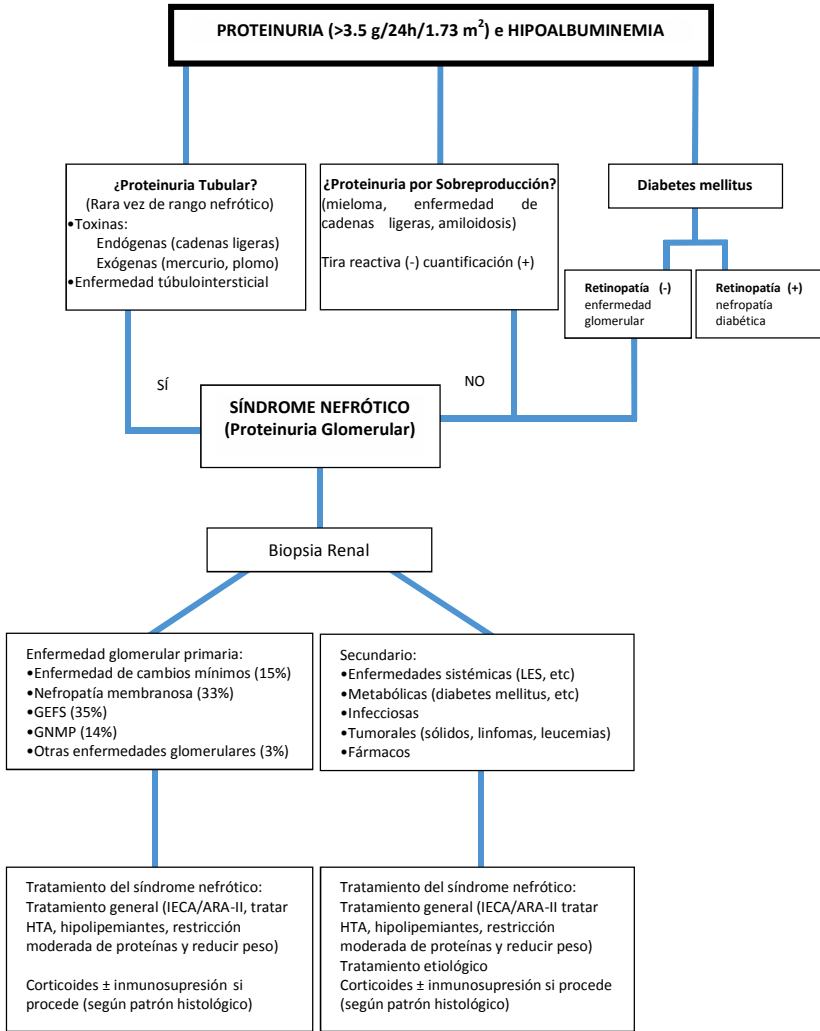 PROTEINURIA (>3.5 g/24h/1.73 m²) e HIPOALBUMINEMIA
¿Proteinuria Tubular?
(Rara vez de rango nefrótico)
•Toxinas:
Endógenas (cadenas ligeras)
Exógenas (mercurio, plomo)
•Enfermedad túbulointersticial
¿Proteinuria por Sobreproducción?
(mieloma, enfermedad de
cadenas ligeras, amiloidosis)
Tira reactiva (-) cuantificación (+)
Diabetes mellitus
Retinopatía (-)
enfermedad
glomerular
Retinopatía (+)
nefropatía
diabética
SÍ
NO
SÍNDROME NEFRÓTICO
(Proteinuria Glomerular)
Biopsia Renal
Enfermedad glomerular primaria:
•Enfermedad de cambios mínimos (15%)
•Nefropatía membranosa (33%)
•GEFS (35%)
•GNMP (14%)
•Otras enfermedades glomerulares (3%)
Secundario:
•Enfermedades sistémicas (LES, etc)
•Metabólicas (diabetes mellitus, etc)
•Infecciosas
•Tumorales (sólidos, linfomas, leucemias)
•Fármacos
Tratamiento del síndrome nefrótico:
Tratamiento general (IECA/ARA-II, tratar
HTA, hipolipemiantes, restricción
moderada de proteínas y reducir peso)
Corticoides ± inmunosupresión si
procede (según patrón histológico)
Tratamiento del síndrome nefrótico:
Tratamiento general (IECA/ARA-II tratar
HTA, hipolipemiantes, restricción
moderada de proteínas y reducir peso)
Tratamiento etiológico
Corticoides ± inmunosupresión si procede
(según patrón histológico)